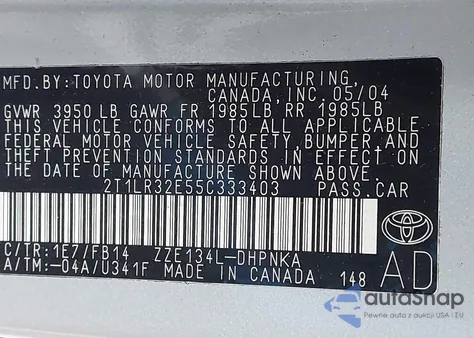 MFD.BY:TOYOTA MOTOR MANUFACTURING,
CANADA, INC. 05/04
GVWR 3950 LB GAWR FR 1985LB RR 1985LB
THIS VEHICLE CONFORMS TO ALL APPLICABLE
FEDERAL MOTOR VEHICLE SAFETY,BUMPER,AND
THEFT PREVENTION STANDARDS IN EFFECT ON
THE DATE OF MANUFACTURE SHOWN ABOVE.
2T1LR32E55C333403 PASS.CAR
C/TR:1E7/FB14 ZZE134L-DHPNKA
A/TM:-04A/U341F MADE IN CANADA 148
AD
autosnap
Pewne auta z aukcji USA i EU